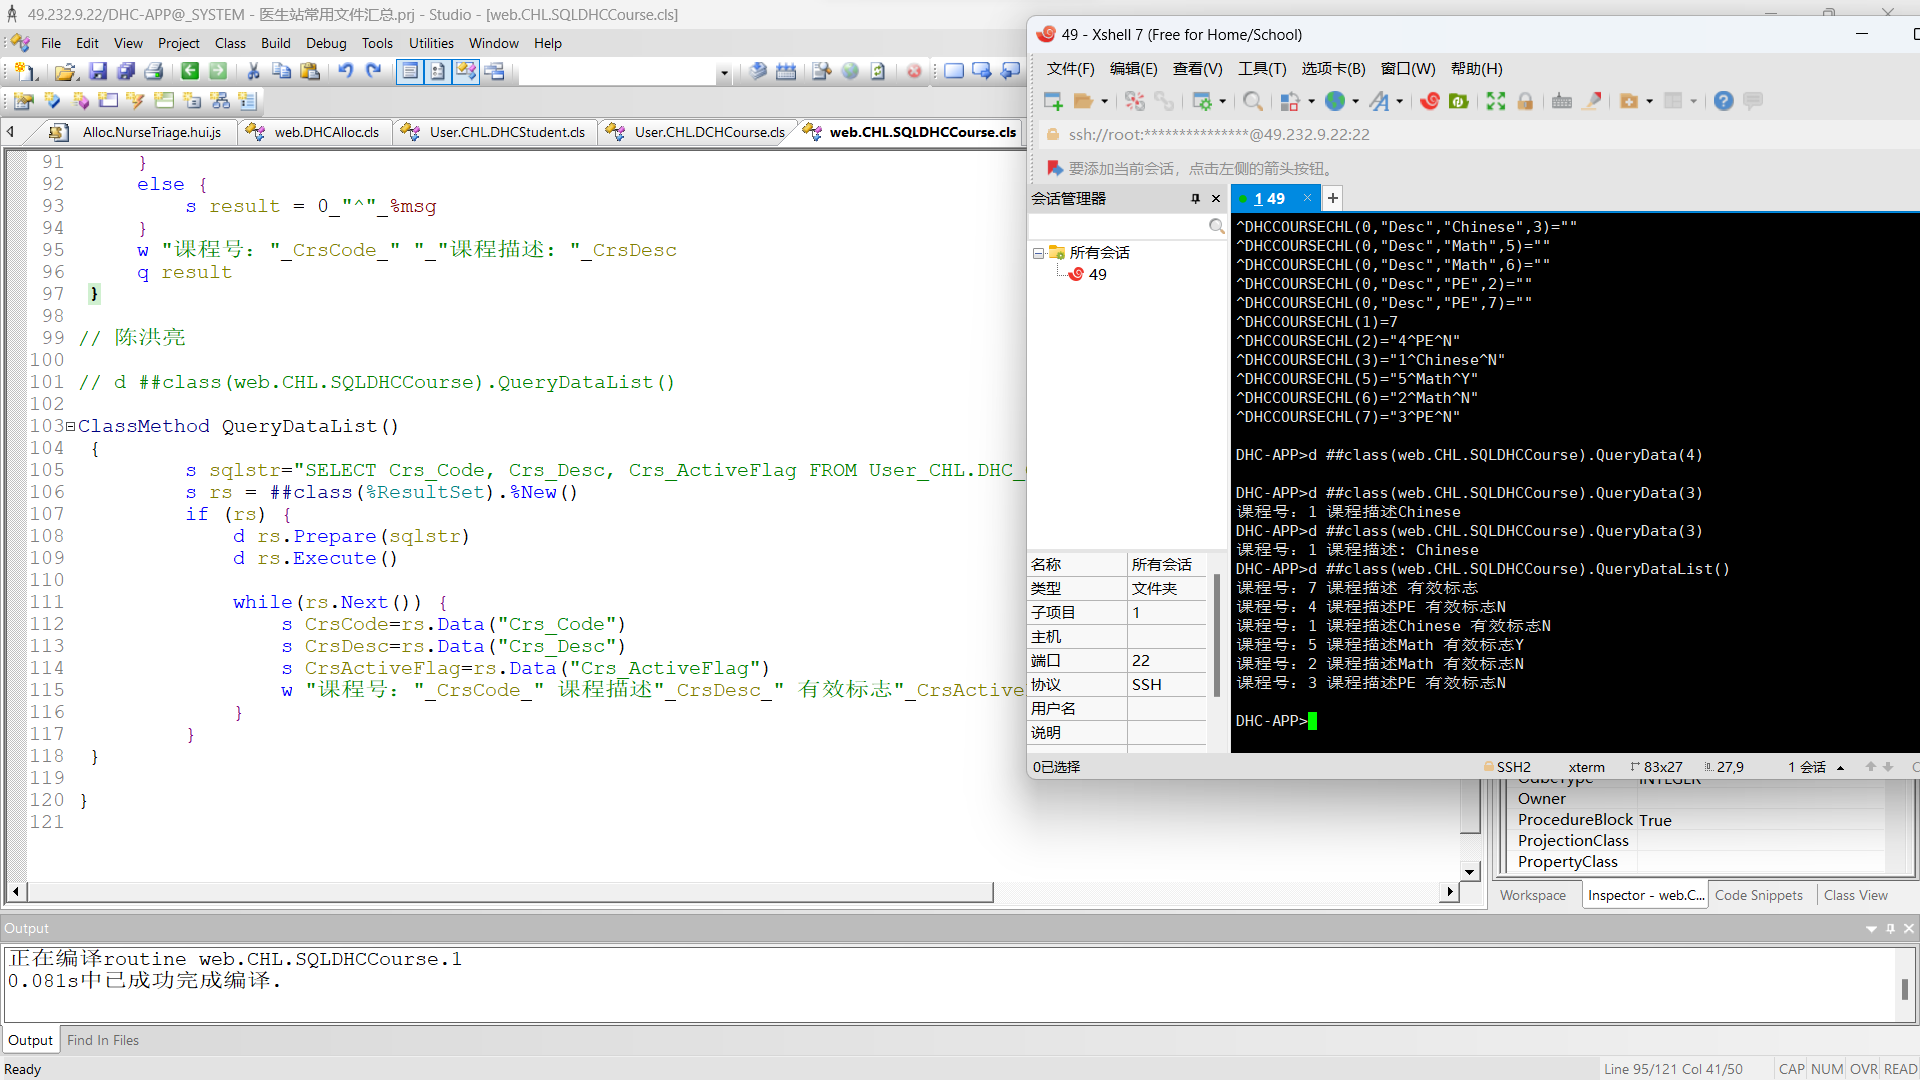 49.232.9.22/DHC-APP@_SYSTEM - 医生站常用文件汇总.prj - Studio - [web.CHL.SQLDHCCourse.cls]
File Edit View Project Class Build Debug Tools Utilities Window Help
Alloc.NurseTriage.hui.js web.DHCAlloc.cls User.CHL.DHCStudent.cls User.CHL.DCHCourse.cls web.CHL.SQLDHCCourse.cls
91 }
92 else {
93 s result = 0_"^"_%msg
94 }
95 w "课程号: "_CrsCode_" "_"课程描述: "_CrsDesc
96 q result
97 }
98
99 // 陈洪亮
100
101 // d ##class(web.CHL.SQLDHCCourse).QueryDataList()
102
103 ClassMethod QueryDataList()
104 {
105 s sqlstr="SELECT Crs_Code, Crs_Desc, Crs_ActiveFlag FROM User_CHL.DHC_
106 s rs = ##class(%ResultSet).%New()
107 if (rs) {
108 d rs.Prepare(sqlstr)
109 d rs.Execute()
110
111 while(rs.Next()) {
112 s CrsCode=rs.Data("Crs_Code")
113 s CrsDesc=rs.Data("Crs_Desc")
114 s CrsActiveFlag=rs.Data("Crs_ActiveFlag")
115 w "课程号: "_CrsCode_" 课程描述"_CrsDesc_" 有效标志"_CrsActive
116 }
117 }
118 }
119
120 }
121
49 - Xshell 7 (Free for Home/School)
文件(F) 编辑(E) 查看(V) 工具(T) 选项卡(B) 窗口(W) 帮助(H)
ssh://root:***************@49.232.9.22:22
要添加当前会话，点击左侧的箭头按钮。
会话管理器
1 49
所有会话
49
名称 所有会话
类型 文件夹
子项目 1
主机
端口 22
协议 SSH
用户名
说明
^DHCCOURSECHL(0,"Desc","Chinese",3)=""
^DHCCOURSECHL(0,"Desc","Math",5)=""
^DHCCOURSECHL(0,"Desc","Math",6)=""
^DHCCOURSECHL(0,"Desc","PE",2)=""
^DHCCOURSECHL(0,"Desc","PE",7)=""
^DHCCOURSECHL(1)=7
^DHCCOURSECHL(2)="4^PE^N"
^DHCCOURSECHL(3)="1^Chinese^N"
^DHCCOURSECHL(5)="5^Math^Y"
^DHCCOURSECHL(6)="2^Math^N"
^DHCCOURSECHL(7)="3^PE^N"
DHC-APP>d ##class(web.CHL.SQLDHCCourse).QueryData(4)
DHC-APP>d ##class(web.CHL.SQLDHCCourse).QueryData(3)
课程号: 1 课程描述Chinese
DHC-APP>d ##class(web.CHL.SQLDHCCourse).QueryData(3)
课程号: 1 课程描述: Chinese
DHC-APP>d ##class(web.CHL.SQLDHCCourse).QueryDataList()
课程号: 7 课程描述 有效标志
课程号: 4 课程描述PE 有效标志N
课程号: 1 课程描述Chinese 有效标志N
课程号: 5 课程描述Math 有效标志Y
课程号: 2 课程描述Math 有效标志N
课程号: 3 课程描述PE 有效标志N
DHC-APP>
0已选择 SSH2 xterm 83x27 27,9 1 会话
OdbcType INTEGER
Owner
ProcedureBlock True
ProjectionClass
PropertyClass
Workspace Inspector - web.C... Code Snippets Class View
Output
正在编译routine web.CHL.SQLDHCCourse.1
0.081s中已成功完成编译.
Output Find In Files
Ready Line 95/121 Col 41/50 CAP NUM OVR READ